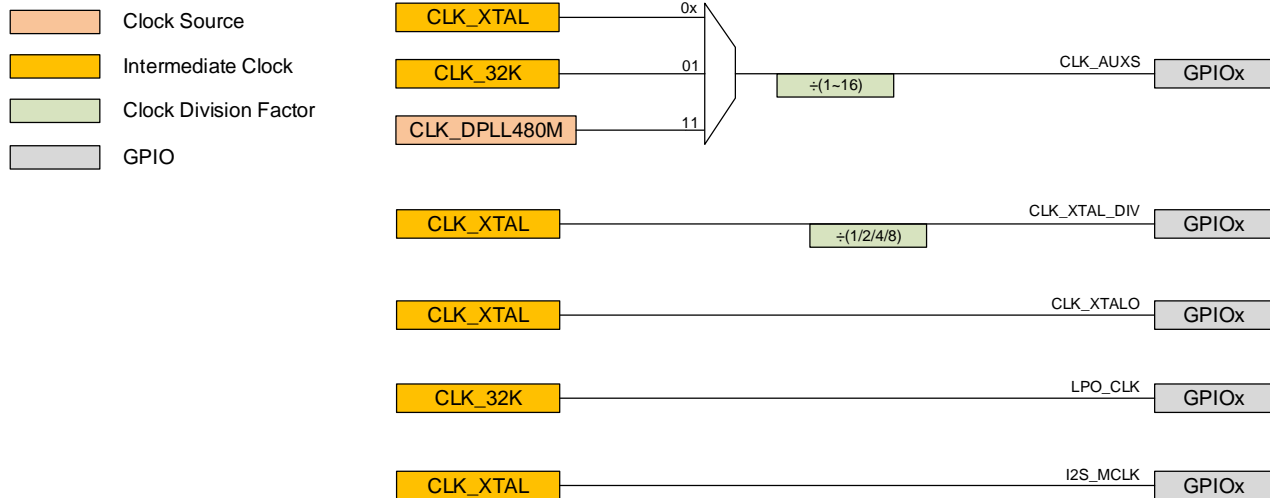 Clock Source
Intermediate Clock
Clock Division Factor
GPIO
CLK_XTAL
0x
CLK_32K
01
CLK_DPLL480M
11
÷(1~16)
CLK_AUXS
GPIOx
CLK_XTAL
÷(1/2/4/8)
CLK_XTAL_DIV
GPIOx
CLK_XTAL
CLK_XTALO
GPIOx
CLK_32K
LPO_CLK
GPIOx
CLK_XTAL
I2S_MCLK
GPIOx